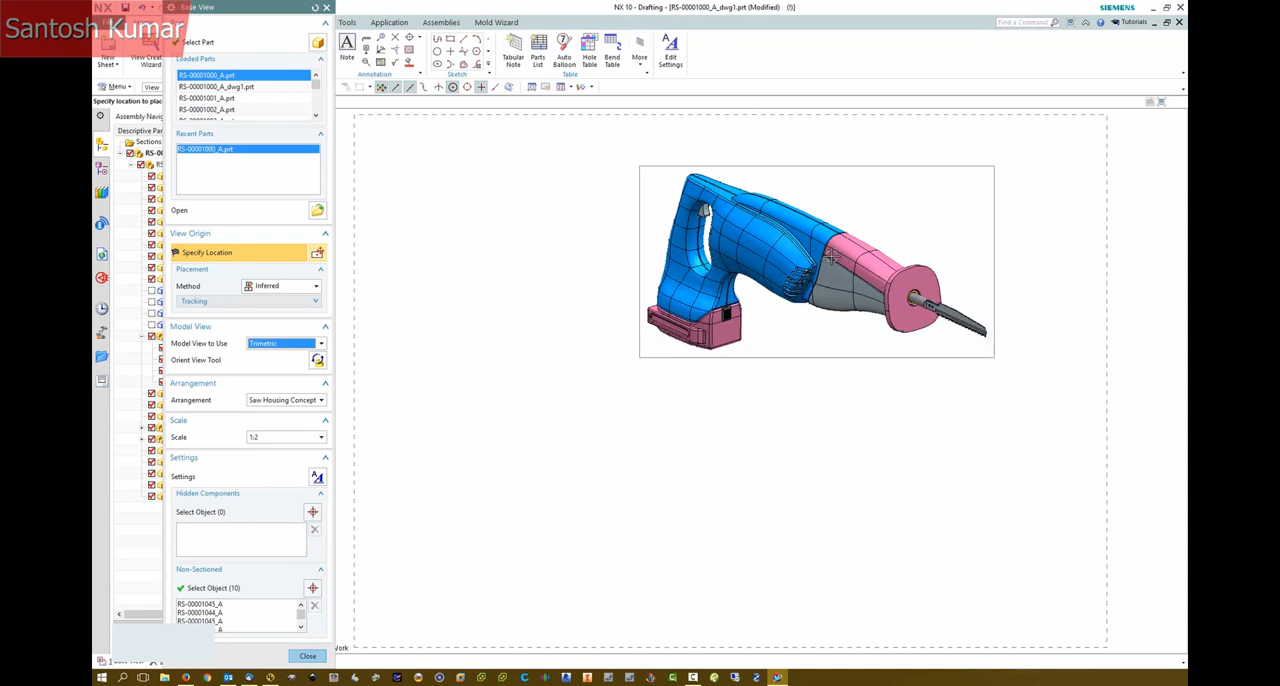 Santosh Kumar
NX
Base View
NX 10 - Drafting - [RS-00001000_A_dwg1.prt (Modified) (!)]
SIEMENS
Tools
Application
Assemblies
Mold Wizard
Find a Command
Tutorials
Select Part
Loaded Parts
RS-00001000_A.prt
RS-00001000_A_dwg1.prt
RS-00001001_A.prt
RS-00001002_A.prt
New
Sheet
View Creat
Wizard
Note
Annotation
Sketch
Tabular
Note
Parts
List
Auto
Balloon
Hole
Table
Bend
Table
Table
More
Edit
Settings
Menu
View
Specify location to plac
Assembly Navig
Descriptive Par
Sections
RS-00
RS
Recent Parts
RS-00001000_A.prt
Open
View Origin
Specify Location
Placement
Method
Inferred
Tracking
Model View
Model View to Use
Trimetric
Orient View Tool
Arrangement
Arrangement
Saw Housing Concept
Scale
Scale
1:2
Settings
Settings
Hidden Components
Select Object (0)
Non-Sectioned
Select Object (10)
RS-00001045_A
RS-00001044_A
RS-00001045_A
Close
Work